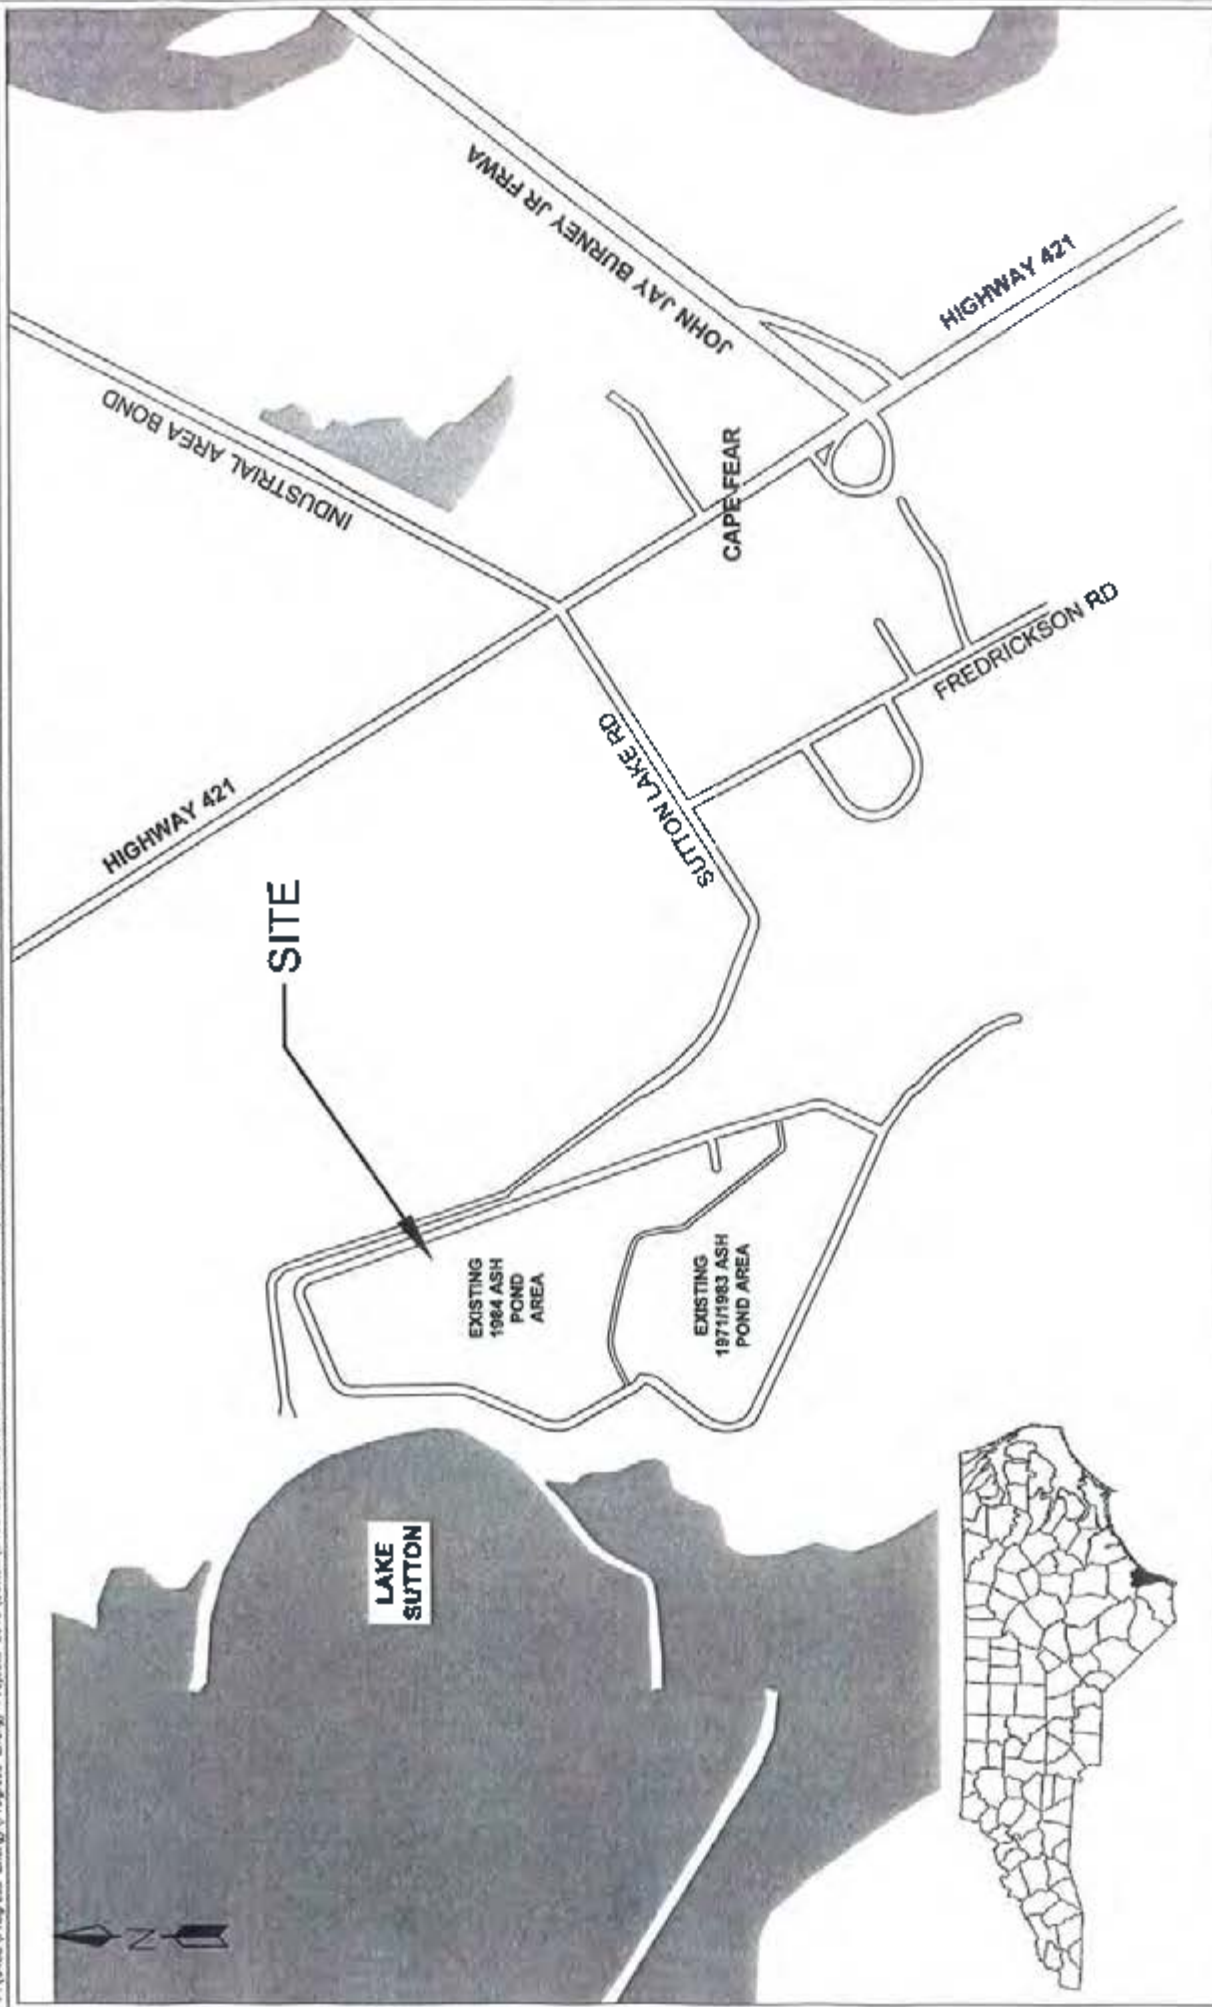 LAKE
SUTTON
N
SITE
EXISTING
1984 ASH
POND
AREA
EXISTING
1971/1983 ASH
POND AREA
HIGHWAY 421
SUTTON LAKE RD
FREDRICKSON RD
INDUSTRIAL AREA BOND
CAPE FEAR
JOHN JAY BURNEY JR FRWA
HIGHWAY 421